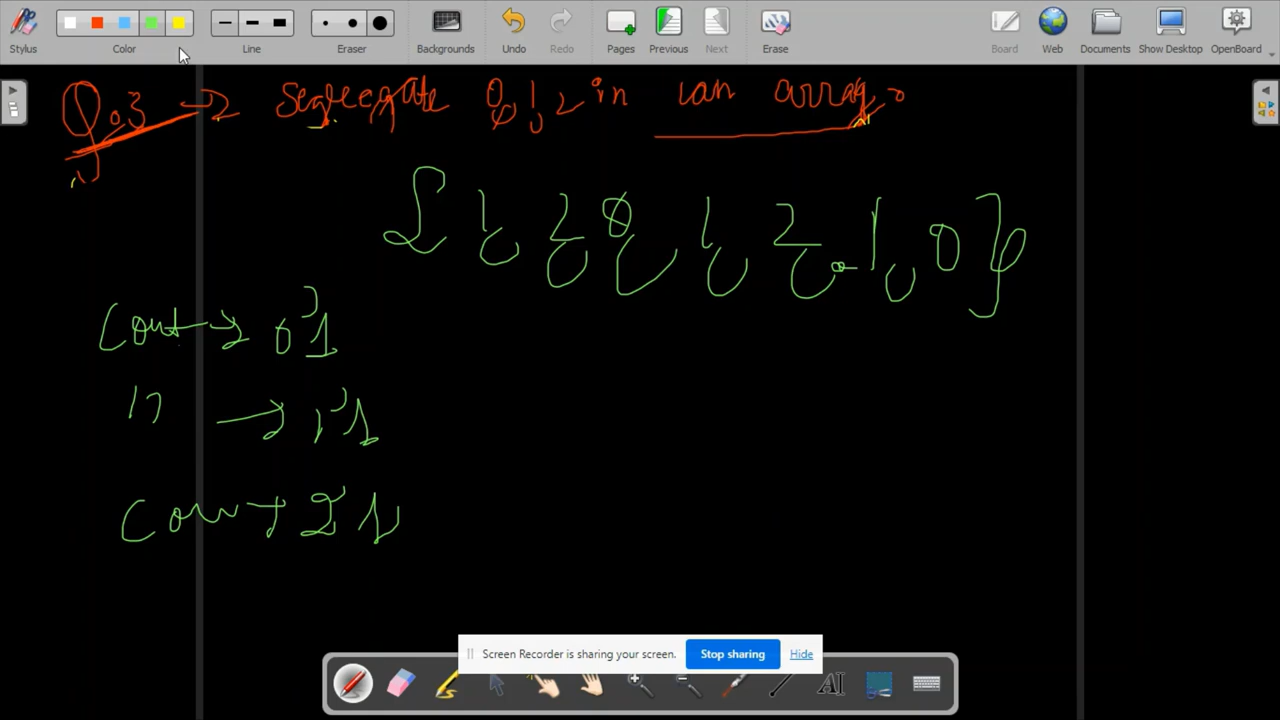 Stylus Color Line Eraser Backgrounds Undo Redo Pages Previous Next Erase Board Web Documents Show Desktop OpenBoard
Q.3 → segregate 0, 1, 2 in an array
{ 1, 2, 0, 1, 2, 1, 0 }
Count → 0's
→ 1's
Count 2's
Screen Recorder is sharing your screen. Stop sharing Hide